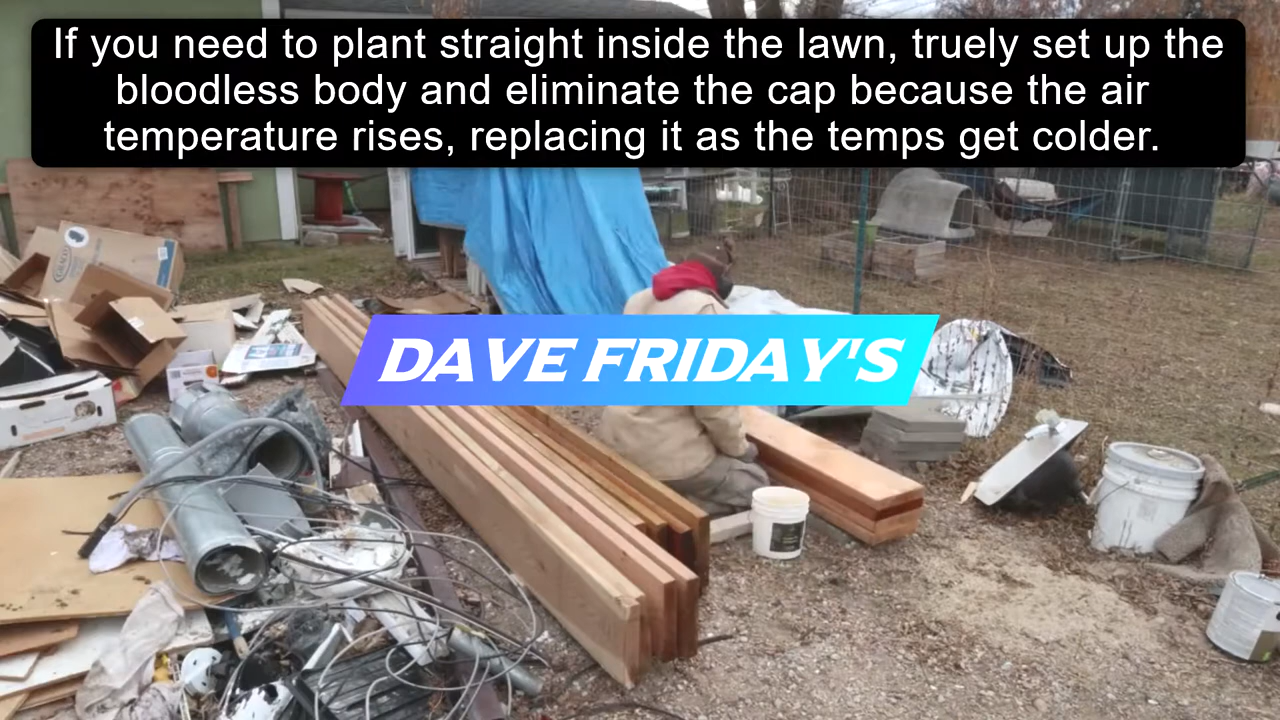 If you need to plant straight inside the lawn, truely set up the
bloodless body and eliminate the cap because the air
temperature rises, replacing it as the temps get colder.
DAVE FRIDAY'S